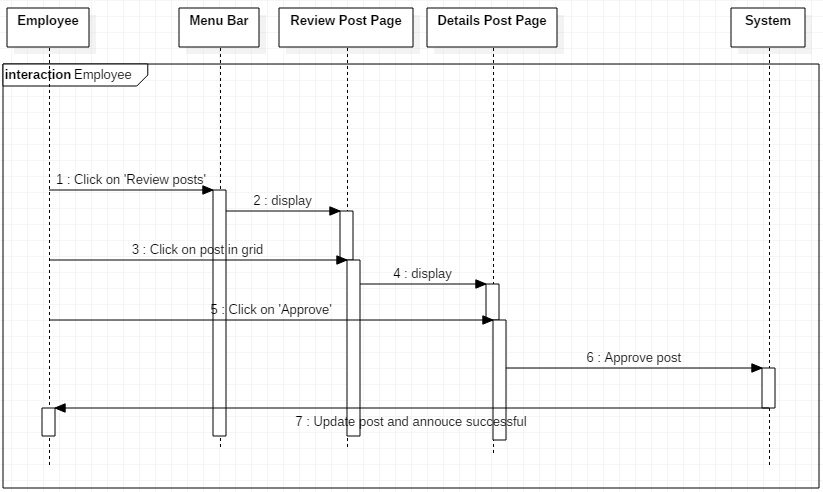 Employee
Menu Bar
Review Post Page
Details Post Page
System
interaction Employee
1 : Click on 'Review posts'
2 : display
3 : Click on post in grid
4 : display
5 : Click on 'Approve'
6 : Approve post
7 : Update post and annouce successful